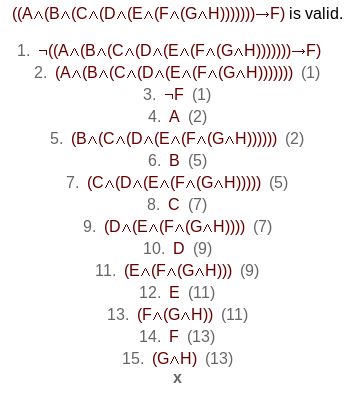 ((A∧(B∧(C∧(D∧(E∧(F∧(G∧H)))))))→F) is valid.
1. ¬((A∧(B∧(C∧(D∧(E∧(F∧(G∧H)))))))→F)
2. (A∧(B∧(C∧(D∧(E∧(F∧(G∧H))))))) (1)
3. ¬F (1)
4. A (2)
5. (B∧(C∧(D∧(E∧(F∧(G∧H)))))) (2)
6. B (5)
7. (C∧(D∧(E∧(F∧(G∧H))))) (5)
8. C (7)
9. (D∧(E∧(F∧(G∧H)))) (7)
10. D (9)
11. (E∧(F∧(G∧H))) (9)
12. E (11)
13. (F∧(G∧H)) (11)
14. F (13)
15. (G∧H) (13)
x